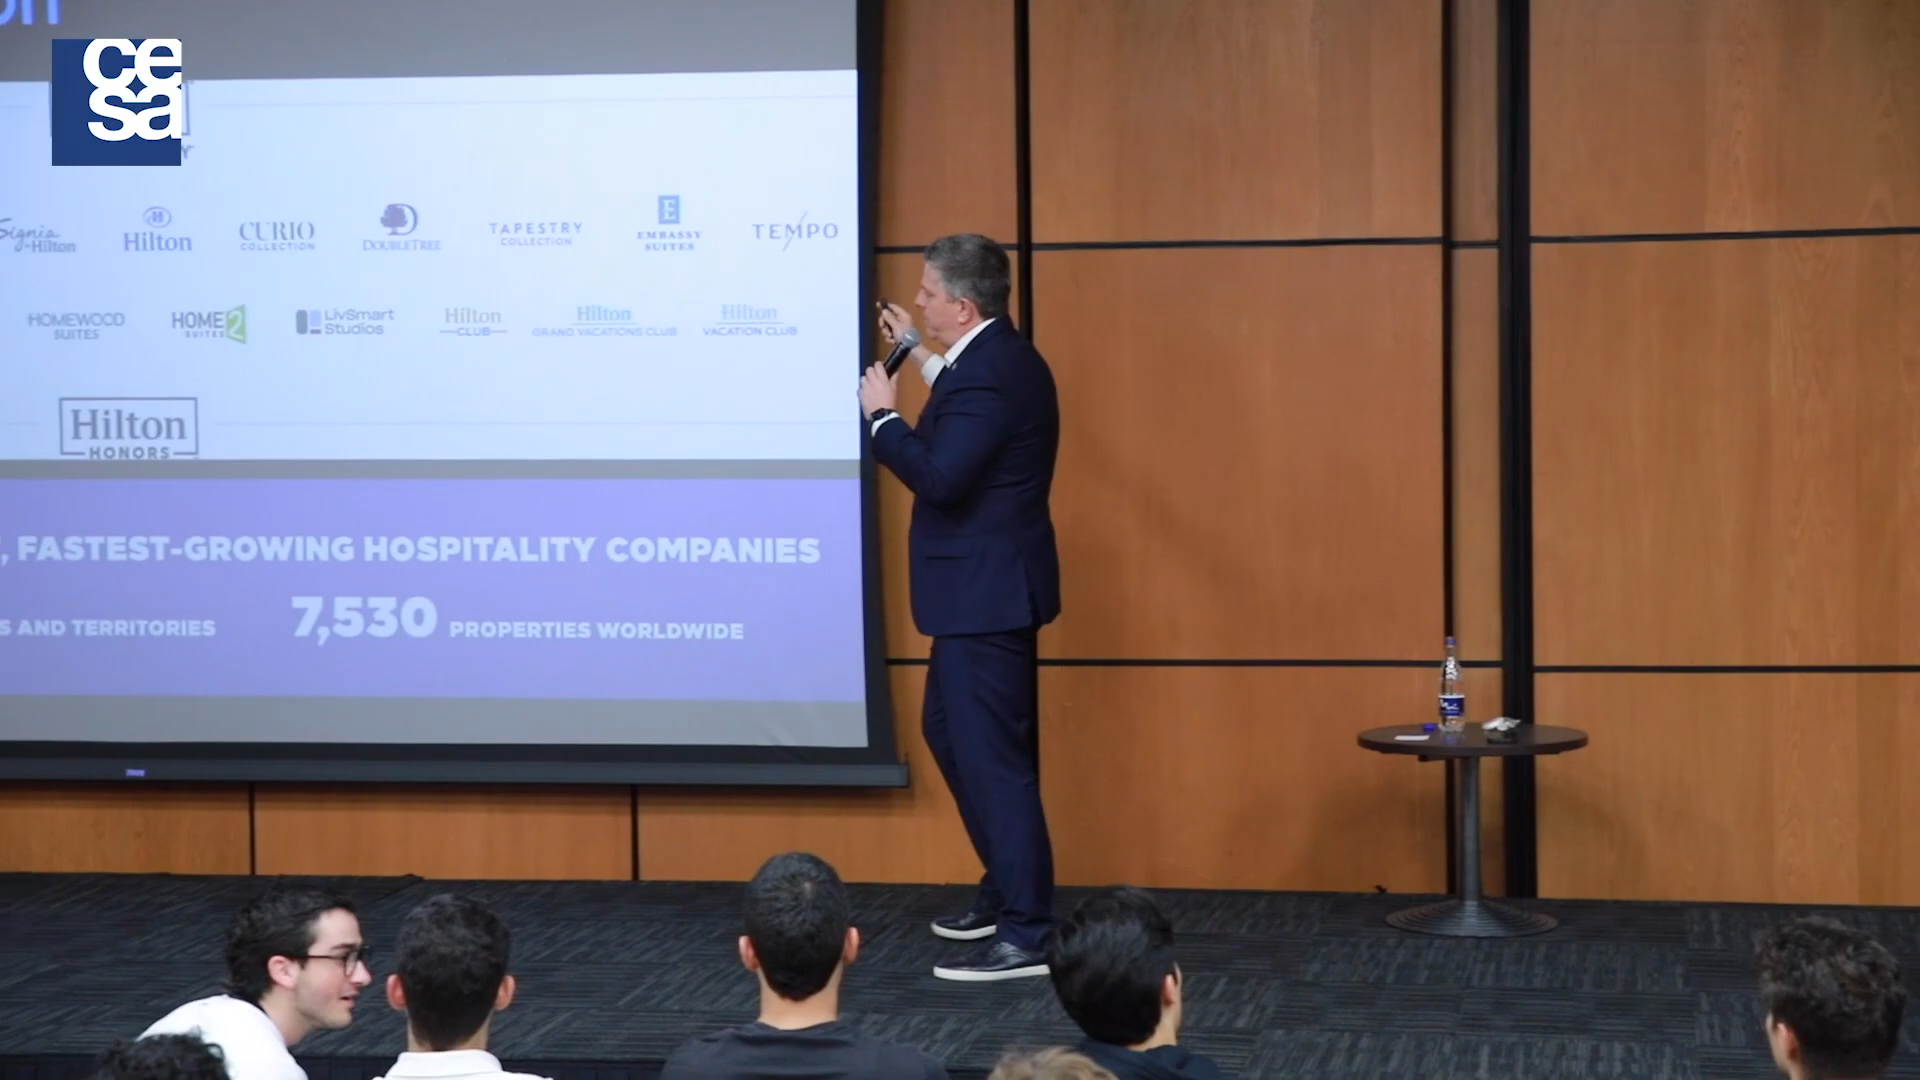 on
ce
sa
Y
Signia
by Hilton
Hilton
CURIO
COLLECTION
DOUBLETREE
TAPESTRY
COLLECTION
EMBASSY
SUITES
TEMPO
HOMEWOOD
SUITES
HOME2
SUITES
LivSmart
Studios
Hilton
CLUB
Hilton
GRAND VACATIONS CLUB
Hilton
VACATION CLUB
Hilton
HONORS
, FASTEST-GROWING HOSPITALITY COMPANIES
S AND TERRITORIES
7,530 PROPERTIES WORLDWIDE